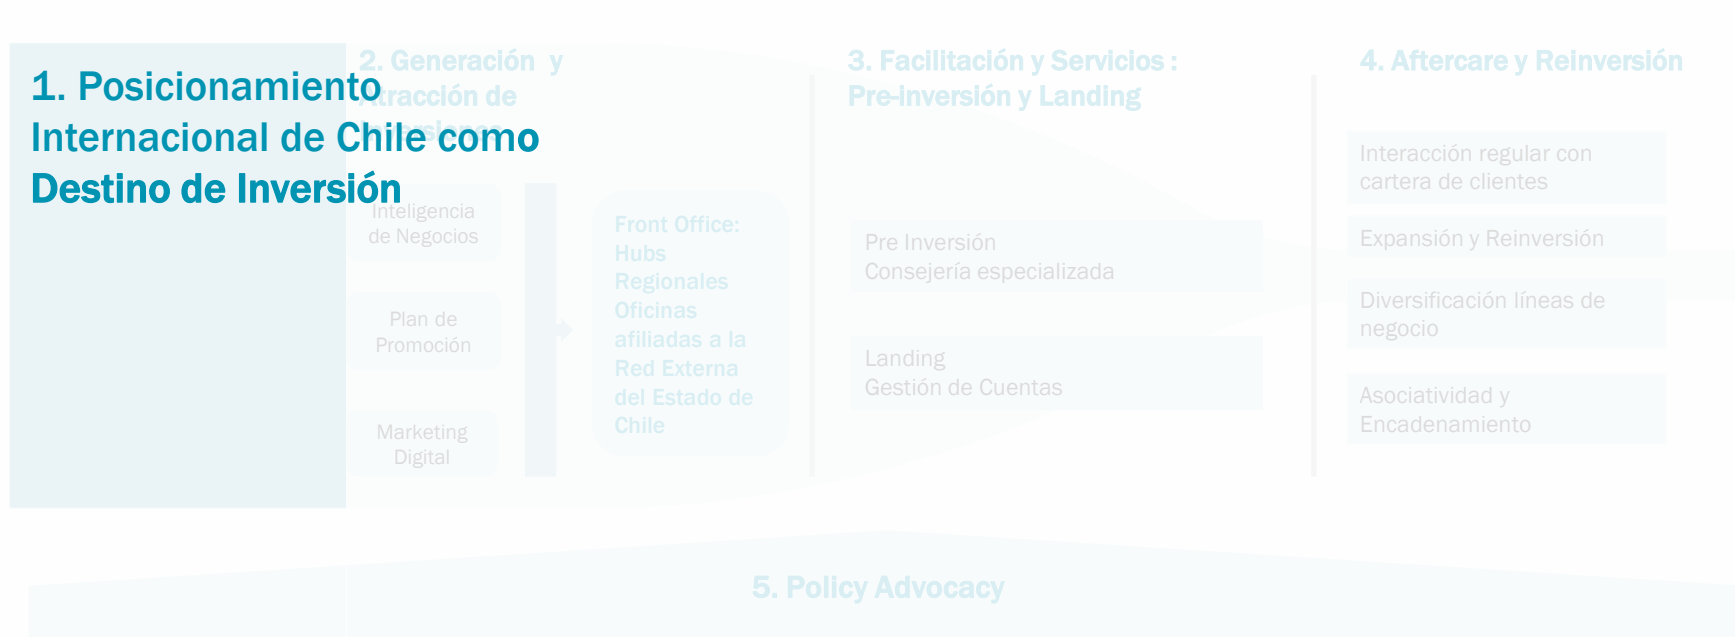 1. Posicionamiento
Internacional de Chile como
Destino de Inversión
2. Generación y
Atracción de
Inversiones
Inteligencia
de Negocios
Plan de
Promoción
Marketing
Digital
Front Office:
Hubs
Regionales
Oficinas
afiliadas a la
Red Externa
del Estado de
Chile
3. Facilitación y Servicios :
Pre-inversión y Landing
Pre Inversión
Consejería especializada
Landing
Gestión de Cuentas
4. Aftercare y Reinversión
Interacción regular con
cartera de clientes
Expansión y Reinversión
Diversificación líneas de
negocio
Asociatividad y
Encadenamiento
5. Policy Advocacy